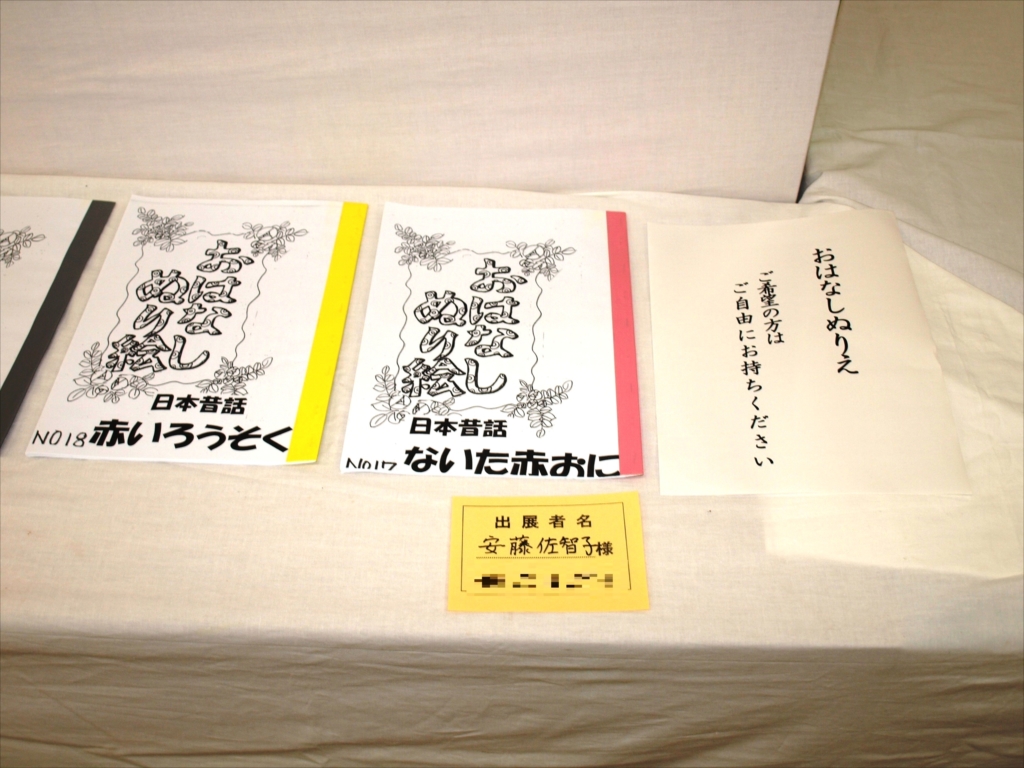 おはなし
ぬり絵
日本昔話
NO18 赤いろうそく
おはなし
ぬり絵
日本昔話
NO17 ないた赤おに
おはなしぬりえ
ご希望の方は
ご自由にお持ちください
出展者名
安藤佐智子様